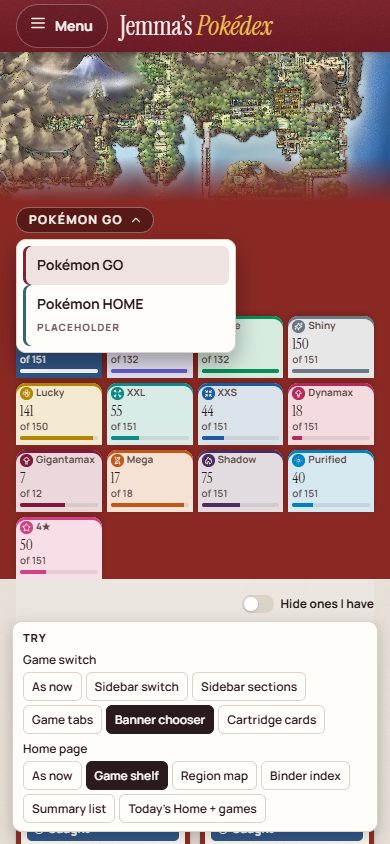 Menu
Jemma's Pokédex
POKÉMON GO
Pokémon GO
Pokémon HOME
PLACEHOLDER
of 151
of 132
of 132
Shiny
150
of 151
Lucky
141
of 150
XXL
55
of 151
XXS
44
of 151
Dynamax
18
of 151
Gigantamax
7
of 12
Mega
17
of 18
Shadow
75
of 151
Purified
40
of 151
4★
50
of 151
Hide ones I have
TRY
Game switch
As now
Sidebar switch
Sidebar sections
Game tabs
Banner chooser
Cartridge cards
Home page
As now
Game shelf
Region map
Binder index
Summary list
Today's Home + games